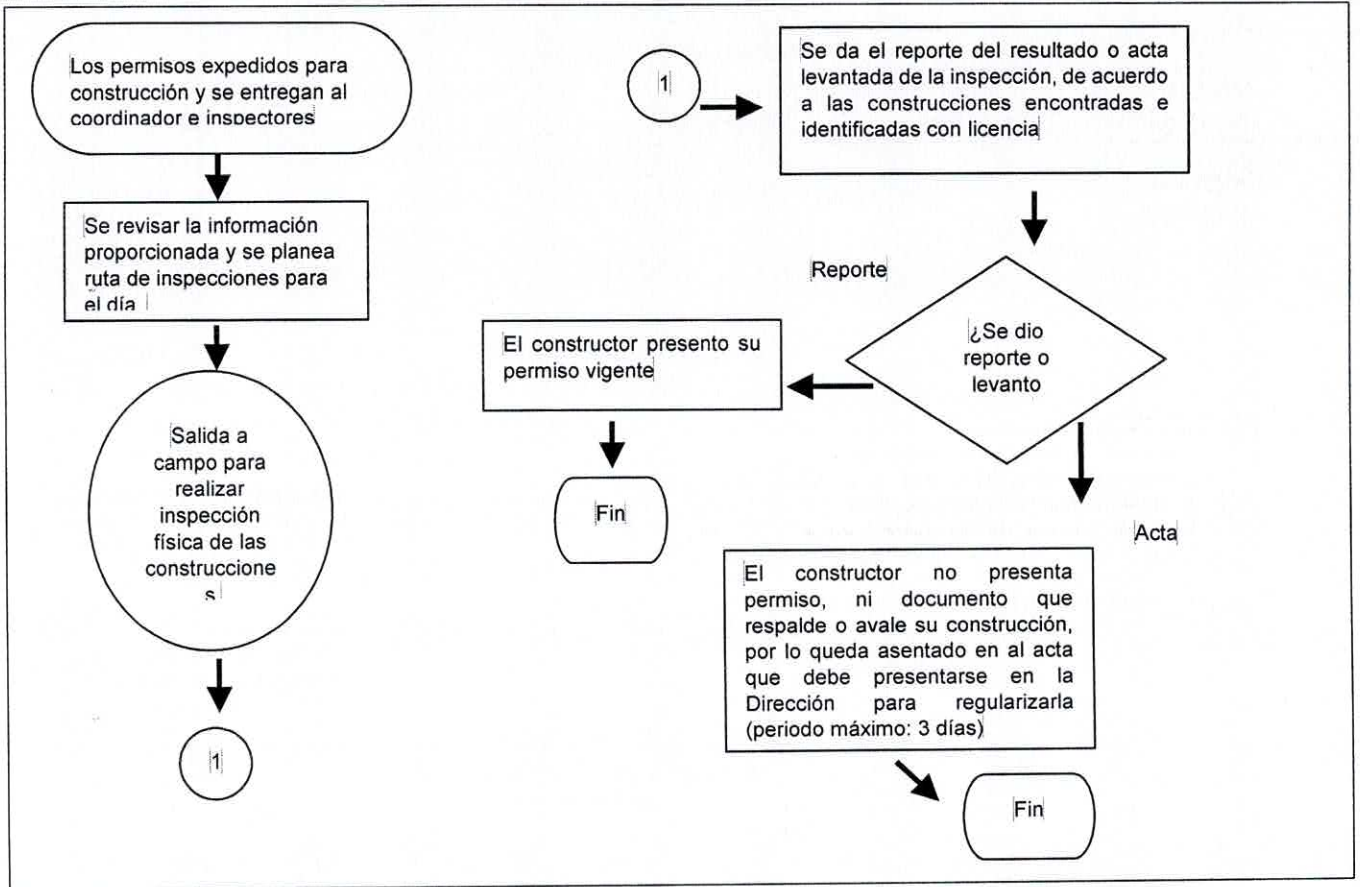 Los permisos expedidos para
construcción y se entregan al
coordinador e inspectores
Se revisar la información
proporcionada y se planea
ruta de inspecciones para
el día
Salida a
campo para
realizar
inspección
física de las
construccione
s
1
1
Se da el reporte del resultado o acta
levantada de la inspección, de acuerdo
a las construcciones encontradas e
identificadas con licencia
¿Se dio
reporte o
levanto
Reporte
El constructor presento su
permiso vigente
Fin
Acta
El constructor no presenta
permiso, ni documento que
respalde o avale su construcción,
por lo queda asentado en al acta
que debe presentarse en la
Dirección para regularizarla
(periodo máximo: 3 días)
Fin